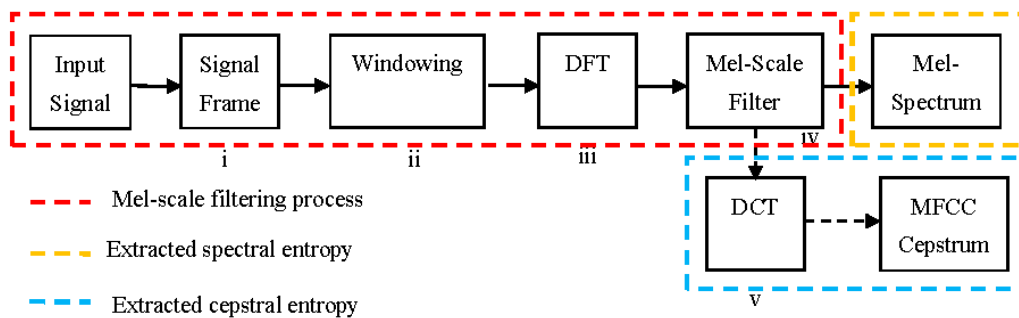 Input
Signal
Signal
Frame
Windowing
DFT
Mel-Scale
Filter
Mel-
Spectrum
i
ii
iii
iv
DCT
MFCC
Cepstrum
v
Mel-scale filtering process
Extracted spectral entropy
Extracted cepstral entropy